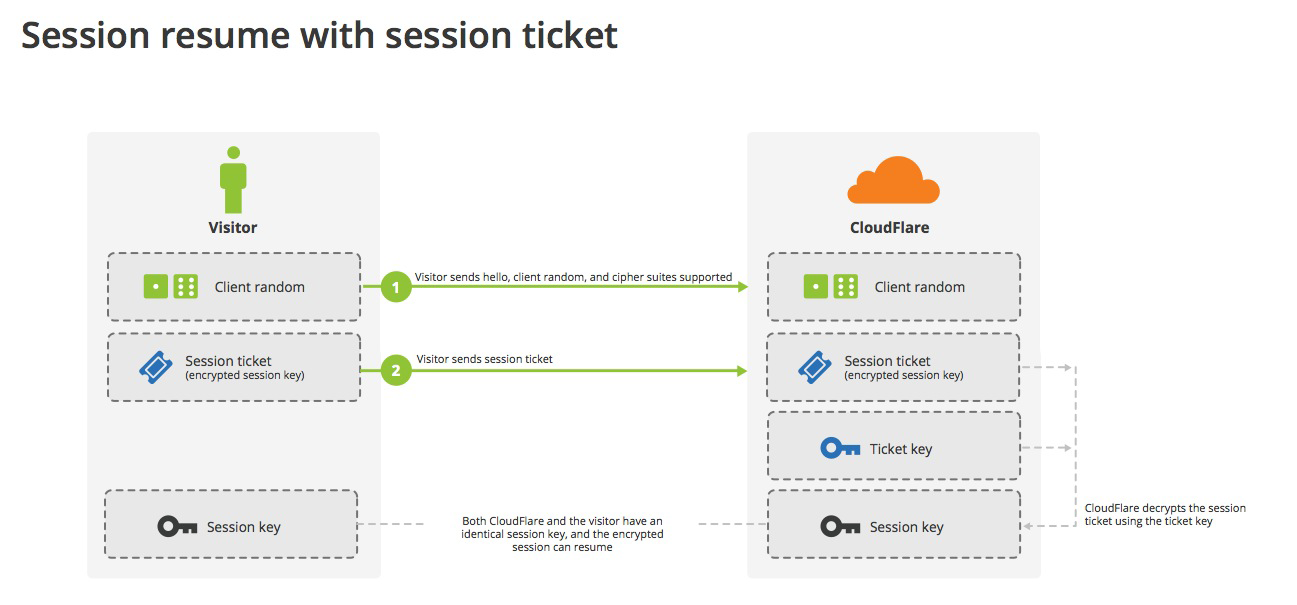 Session resume with session ticket
Visitor
CloudFlare
Client random
1
Visitor sends hello, client random, and cipher suites supported
Client random
Session ticket
(encrypted session key)
2
Visitor sends session ticket
Session ticket
(encrypted session key)
Ticket key
Session key
Both CloudFlare and the visitor have an
identical session key, and the encrypted
session can resume
Session key
CloudFlare decrypts the session
ticket using the ticket key